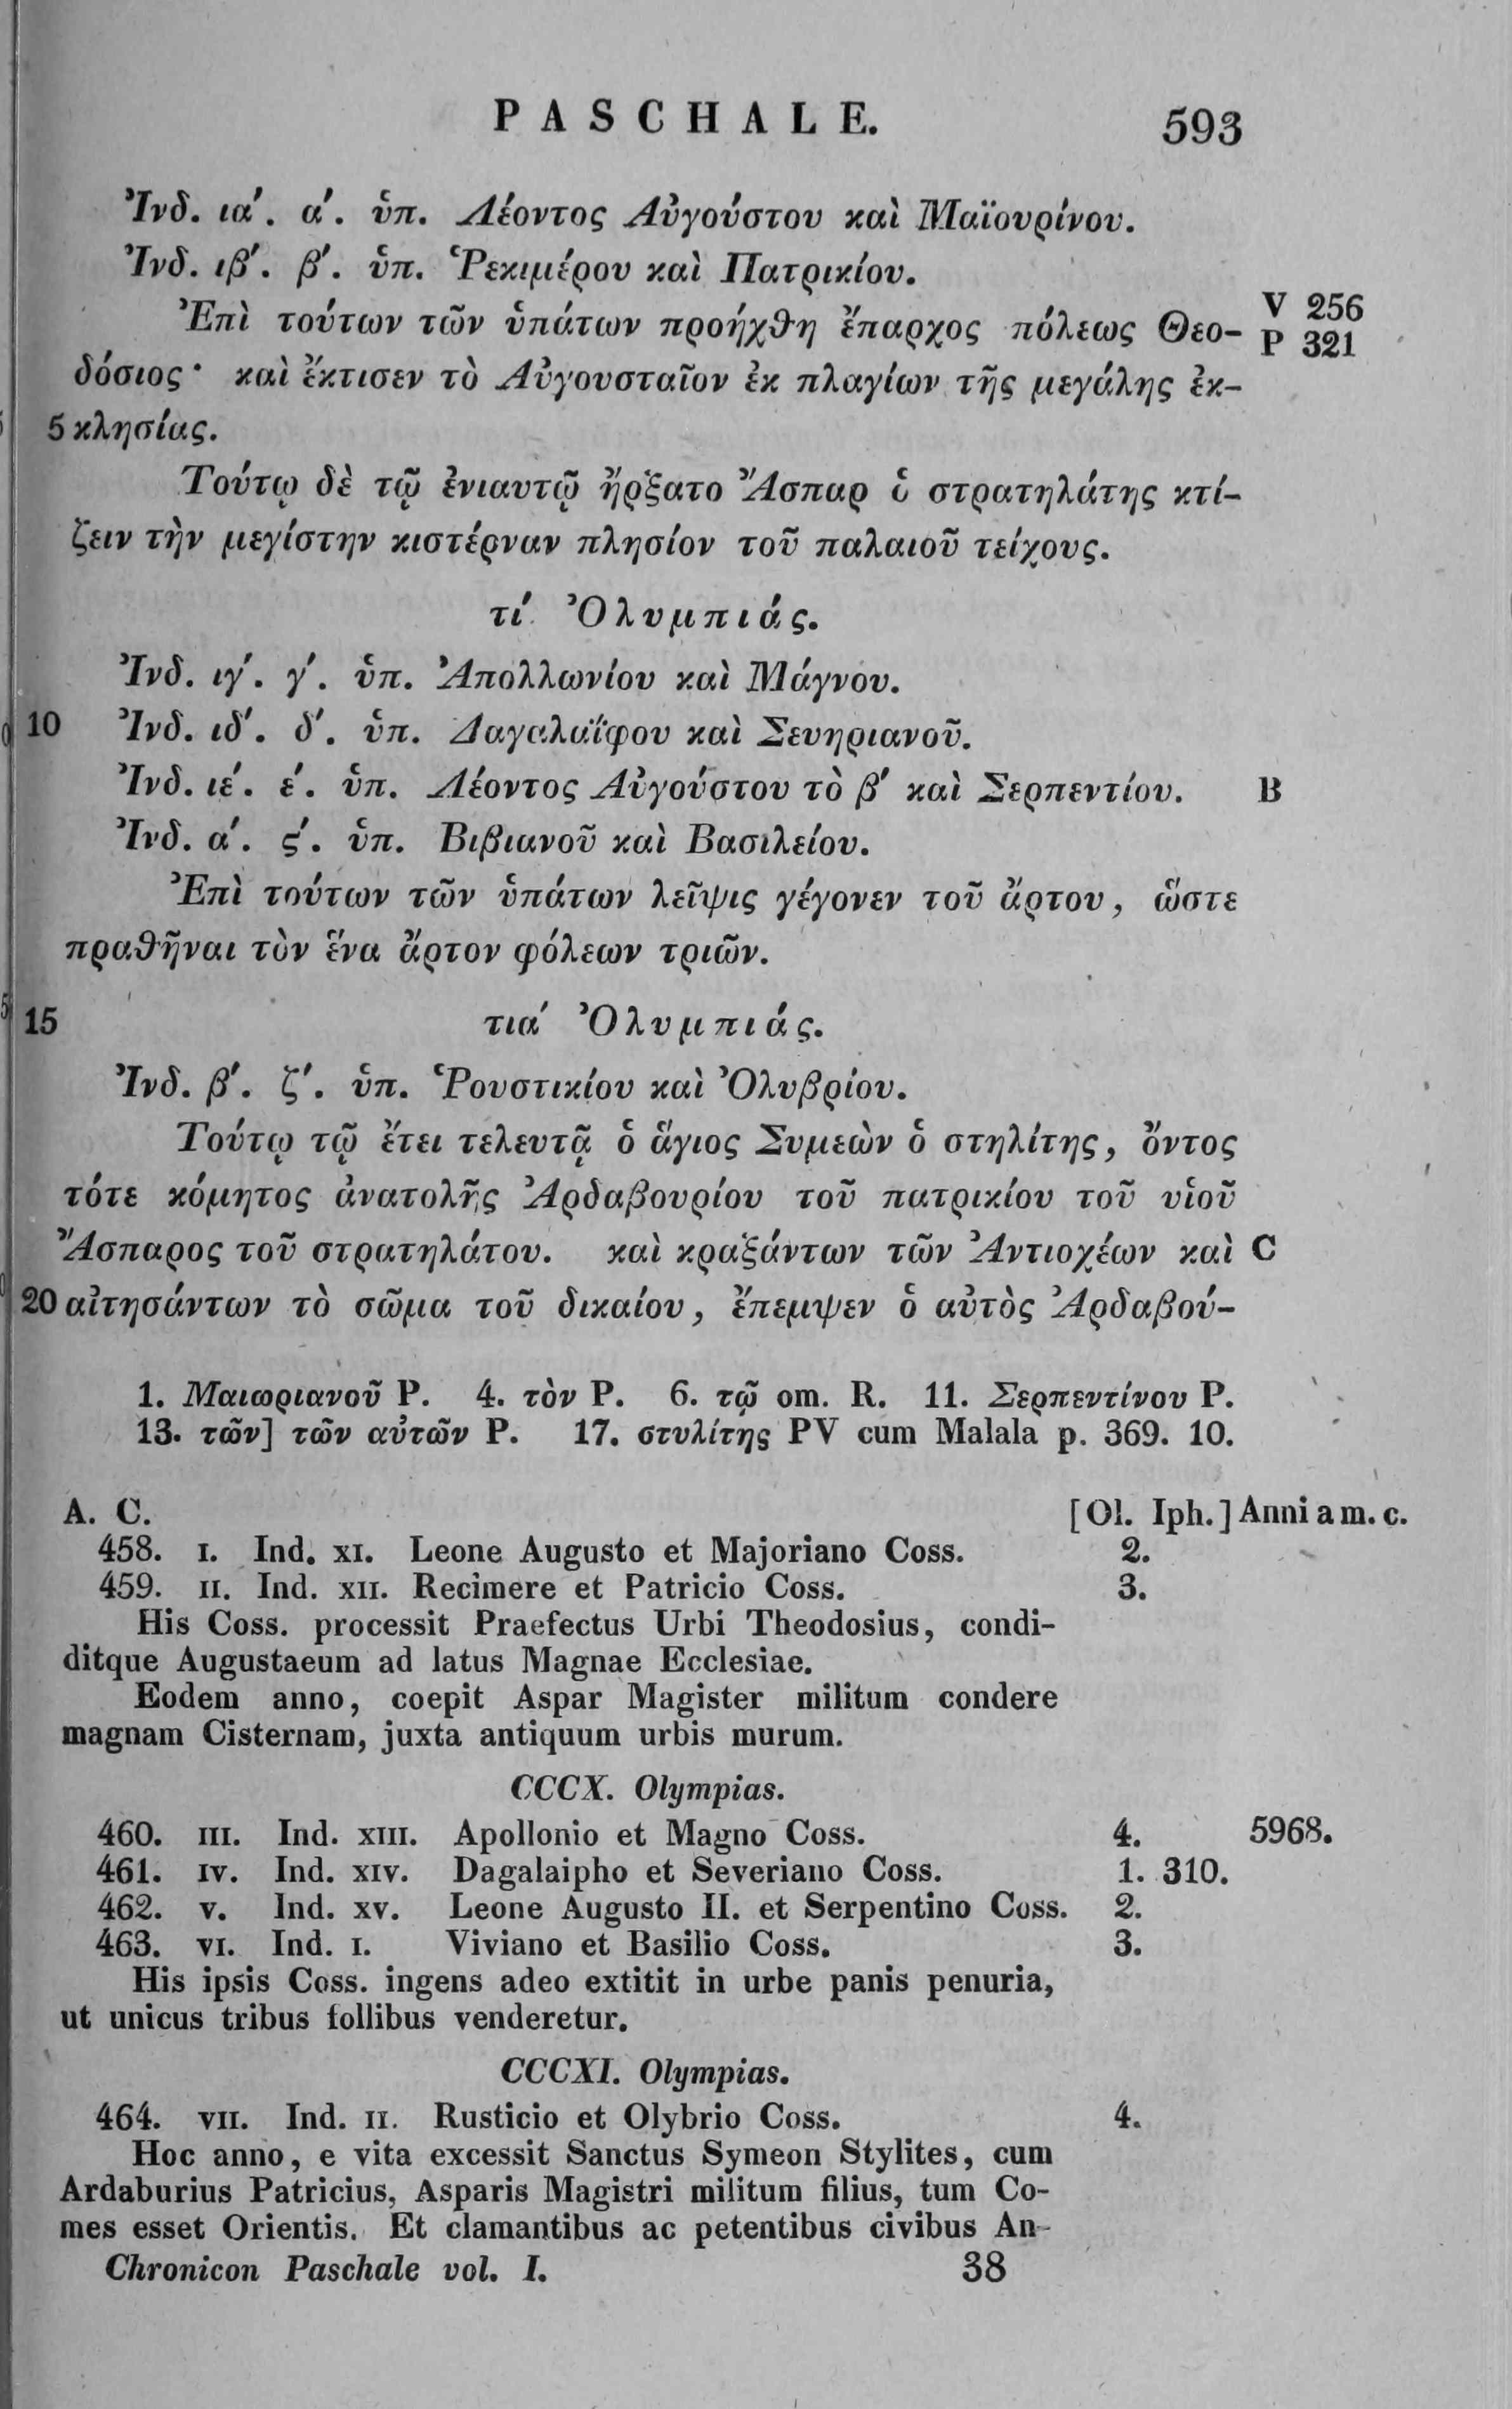 PASCHALE. 593
Ἰνδ. ια΄. α΄. ὑπ. Λέοντος Αὐγούστου καὶ Μαϊουρίνου.
Ἰνδ. ιβ΄. β΄. ὑπ. Ῥεκιμέρου καὶ Πατρικίου.
Ἐπὶ τούτων τῶν ὑπάτων προήχθη ἔπαρχος πόλεως Θεο- V 256
δόσιος· καὶ ἔκτισεν τὸ Αὐγουσταῖον ἐκ πλαγίων τῆς μεγάλης ἐκ- P 321
5 κλησίας.
Τούτῳ δὲ τῷ ἐνιαυτῷ ἤρξατο Ἄσπαρ ὁ στρατηλάτης κτί-
ζειν τὴν μεγίστην κιστέρναν πλησίον τοῦ παλαιοῦ τείχους.
τι΄ Ὀλυμπιάς.
Ἰνδ. ιγ΄. γ΄. ὑπ. Ἀπολλωνίου καὶ Μάγνου.
10 Ἰνδ. ιδ΄. δ΄. ὑπ. Δαγαλαΐφου καὶ Σευηριανοῦ.
Ἰνδ. ιέ. έ. ὑπ. Λέοντος Αὐγούστου τὸ β΄ καὶ Σερπεντίου. B
Ἰνδ. α΄. ϛ΄. ὑπ. Βιβιανοῦ καὶ Βασιλείου.
Ἐπὶ τούτων τῶν ὑπάτων λεῖψις γέγονεν τοῦ ἄρτου, ὥστε
πραθῆναι τὸν ἕνα ἄρτον φόλεων τριῶν.
15 τια΄ Ὀλυμπιάς.
Ἰνδ. β΄. ζ΄. ὑπ. Ῥουστικίου καὶ Ὀλυβρίου.
Τούτῳ τῷ ἔτει τελευτᾷ ὁ ἅγιος Συμεὼν ὁ στηλίτης, ὄντος
τότε κόμητος ἀνατολῆς Ἀρδαβουρίου τοῦ πατρικίου τοῦ υἱοῦ
Ἄσπαρος τοῦ στρατηλάτου. καὶ κραξάντων τῶν Ἀντιοχέων καὶ C
20 αἰτησάντων τὸ σῶμα τοῦ δικαίου, ἔπεμψεν ὁ αὐτὸς Ἀρδαβού-
1. Μαιωριανοῦ P. 4. τὸν P. 6. τῷ om. R. 11. Σερπεντίνου P.
13. τῶν] τῶν αὐτῶν P. 17. στυλίτης PV cum Malala p. 369. 10.
A. C. [Ol. Iph.] Anni a m. c.
458. I. Ind. XI. Leone Augusto et Majoriano Coss. 2.
459. II. Ind. XII. Recimere et Patricio Coss. 3.
His Coss. processit Praefectus Urbi Theodosius, condi-
ditque Augustaeum ad latus Magnae Ecclesiae.
Eodem anno, coepit Aspar Magister militum condere
magnam Cisternam, juxta antiquum urbis murum.
CCCX. Olympias.
460. III. Ind. XIII. Apollonio et Magno Coss. 4. 5968.
461. IV. Ind. XIV. Dagalaipho et Severiano Coss. 1. 310.
462. V. Ind. XV. Leone Augusto II. et Serpentino Coss. 2.
463. VI. Ind. I. Viviano et Basilio Coss. 3.
His ipsis Coss. ingens adeo extitit in urbe panis penuria,
ut unicus tribus follibus venderetur.
CCCXI. Olympias.
464. VII. Ind. II. Rusticio et Olybrio Coss. 4.
Hoc anno, e vita excessit Sanctus Symeon Stylites, cum
Ardaburius Patricius, Asparis Magistri militum filius, tum Co-
mes esset Orientis. Et clamantibus ac petentibus civibus An-
Chronicon Paschale vol. I. 38